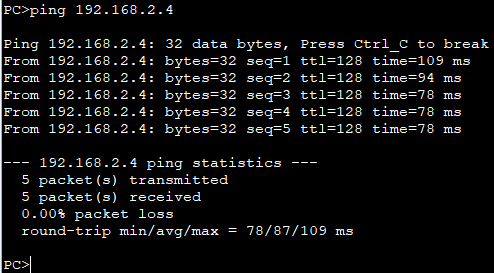 PC>ping 192.168.2.4
Ping 192.168.2.4: 32 data bytes, Press Ctrl_C to break
From 192.168.2.4: bytes=32 seq=1 ttl=128 time=109 ms
From 192.168.2.4: bytes=32 seq=2 ttl=128 time=94 ms
From 192.168.2.4: bytes=32 seq=3 ttl=128 time=78 ms
From 192.168.2.4: bytes=32 seq=4 ttl=128 time=78 ms
From 192.168.2.4: bytes=32 seq=5 ttl=128 time=78 ms
--- 192.168.2.4 ping statistics ---
5 packet(s) transmitted
5 packet(s) received
0.00% packet loss
round-trip min/avg/max = 78/87/109 ms
PC>